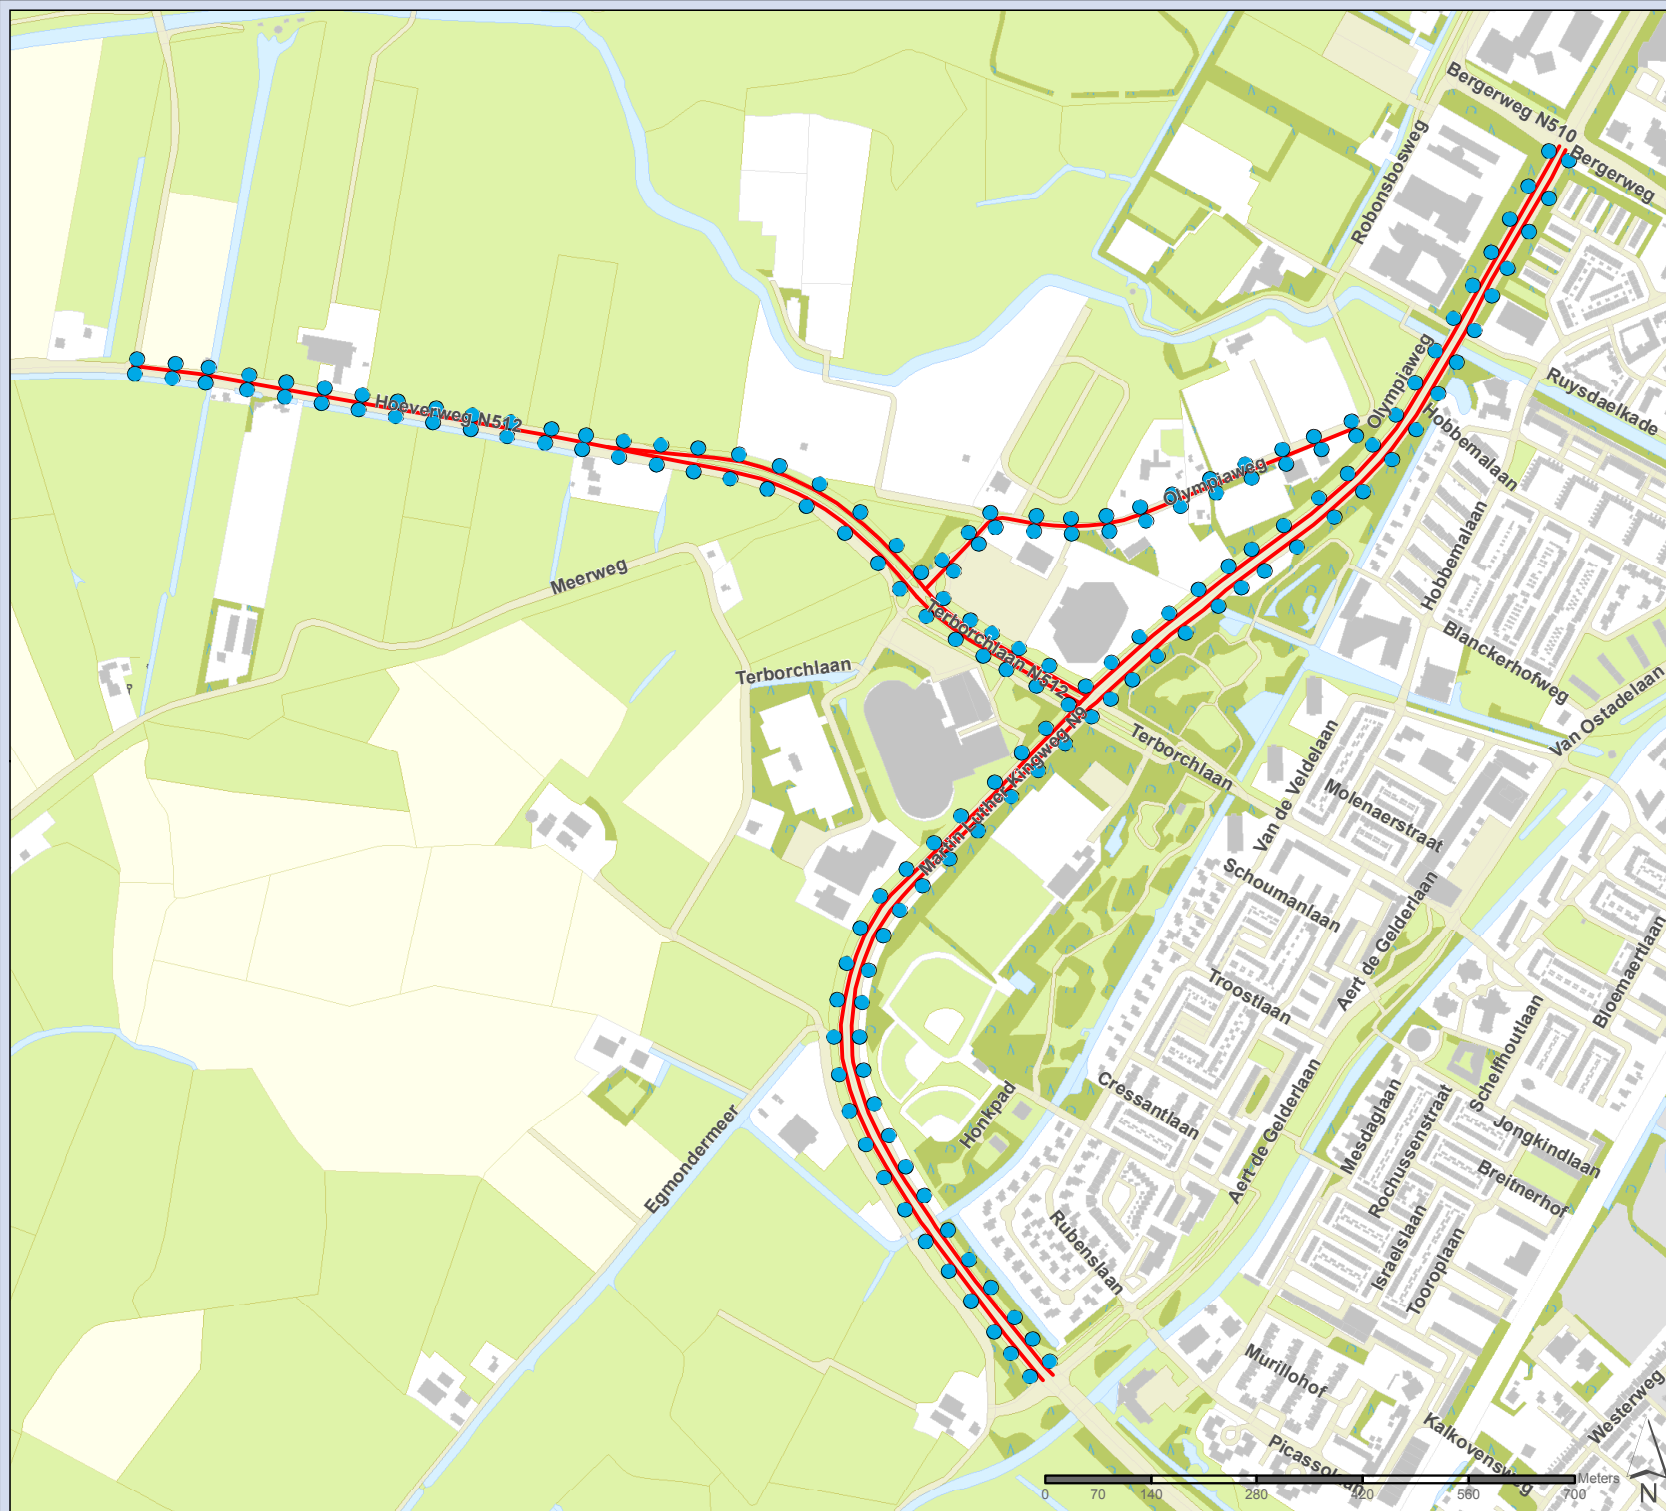 Bergerweg N510
Bergerweg
Robonsbosweg
Olympiaweg
Ruysdaelkade
Hoeverweg N512
Hobbemalaan
Olympiaweg
Hobbemalaan
Meerweg
Terborchlaan N512
Blanckerhofweg
Terborchlaan
Van Ostadelaan
Martin Luther Kingweg N9
Terborchlaan
Van de Veldelaan
Molenaerstraat
Schoumanlaan
Aert de Gelderlaan
Bloemaertlaan
Troostlaan
Schelfhoutlaan
Honkpad
Cressantlaan
Mesdaglaan
Rochussenstraat
Jongkindlaan
Egmondermeer
Aert de Gelderlaan
Breitnerhof
Rubenslaan
Israelslaan
Tooroplaan
Murillohof
Westerweg
Kalkovensweg
Picassolaan
Meters
0 70 140 280 420 560 700
N